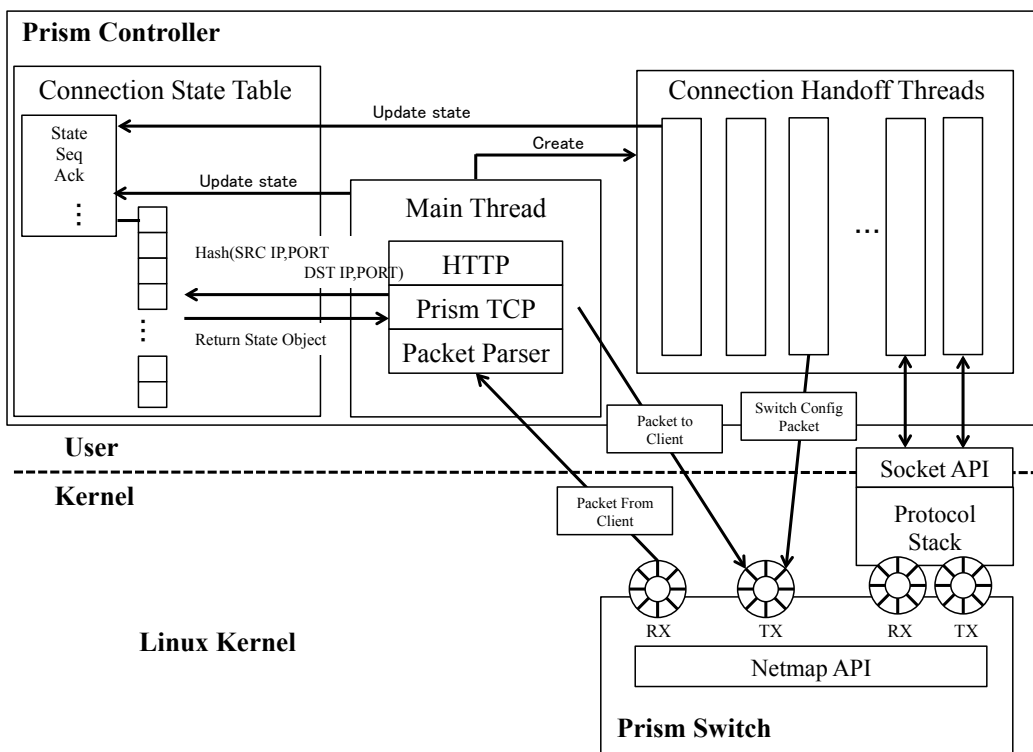 Prism Controller
Connection State Table
State
Seq
Ack
⋮
⋮
Update state
Update state
Create
Connection Handoff Threads
...
Main Thread
HTTP
Prism TCP
Packet Parser
Hash(SRC IP,PORT
DST IP,PORT)
Return State Object
Packet to
Client
Switch Config
Packet
Packet From
Client
User
Kernel
Socket API
Protocol
Stack
RX
TX
RX
TX
Linux Kernel
Netmap API
Prism Switch